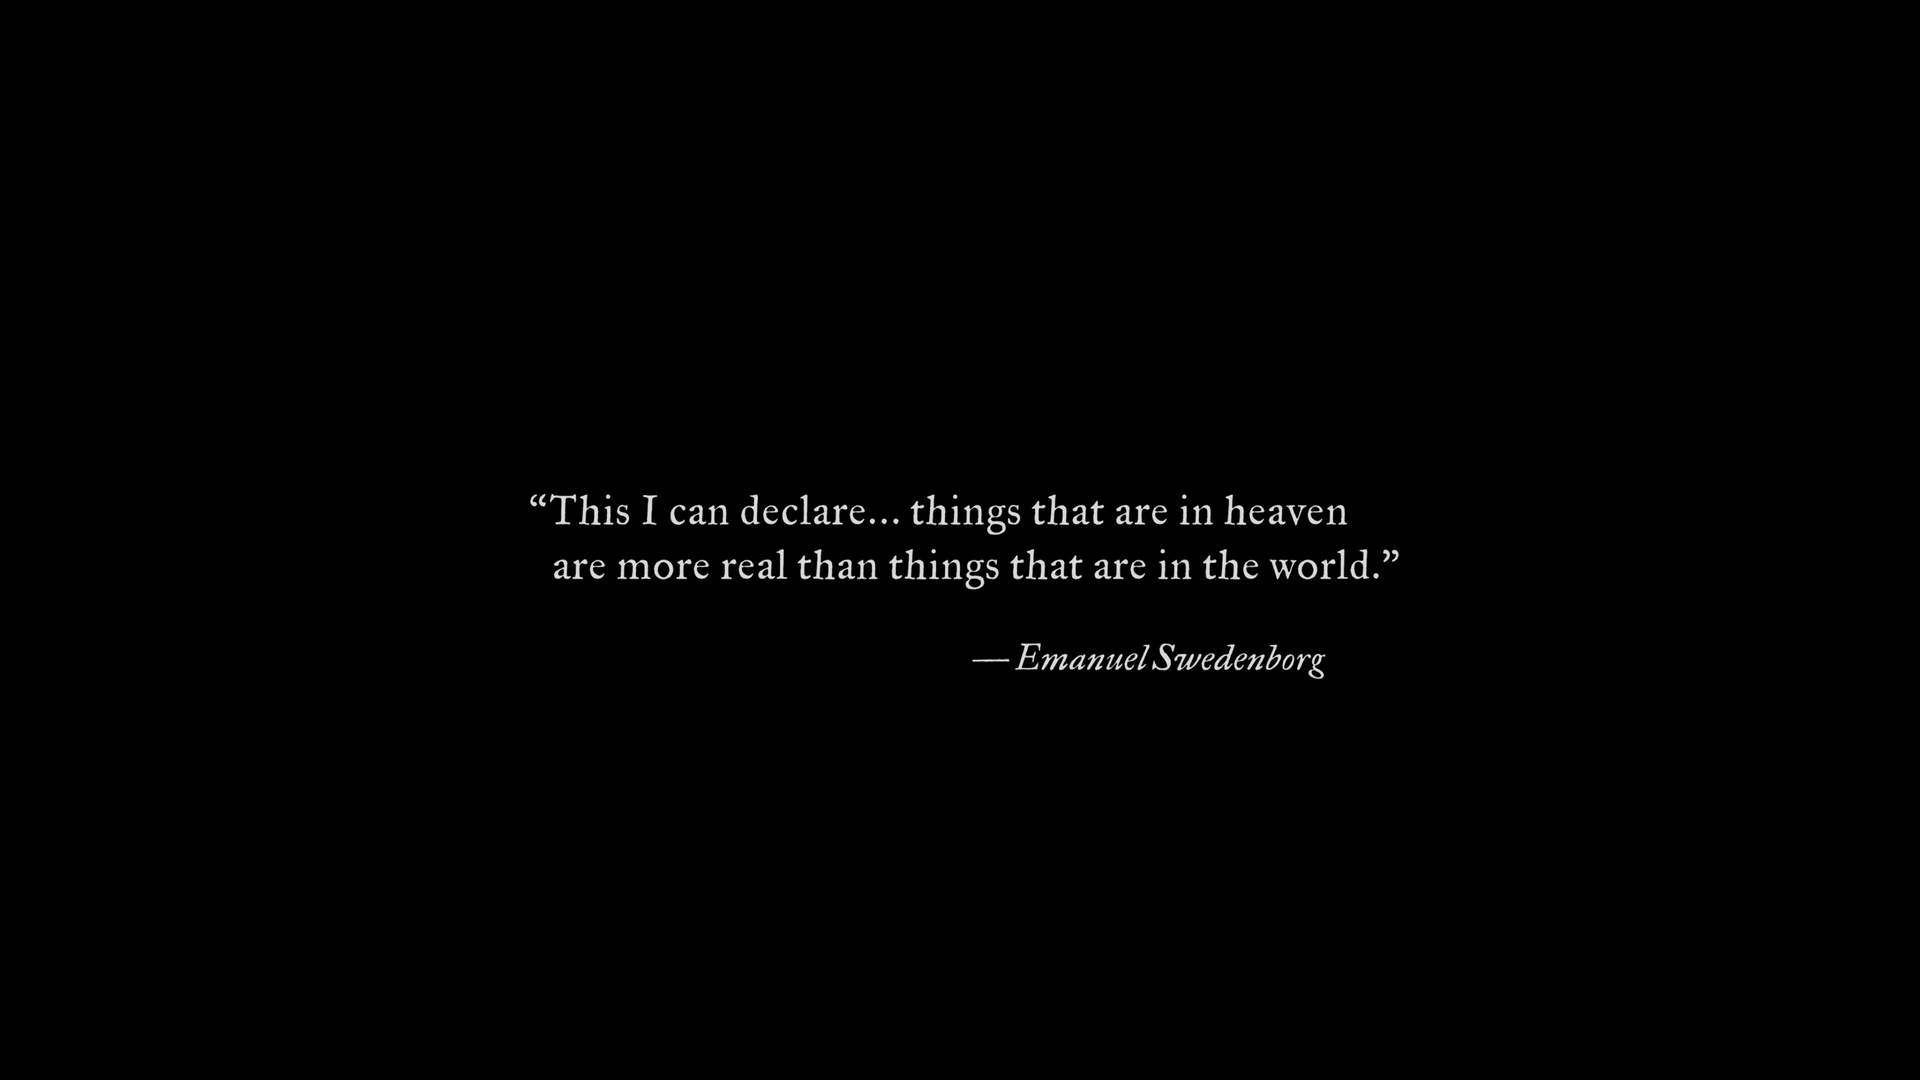 “This I can declare... things that are in heaven
are more real than things that are in the world.”
— Emanuel Swedenborg